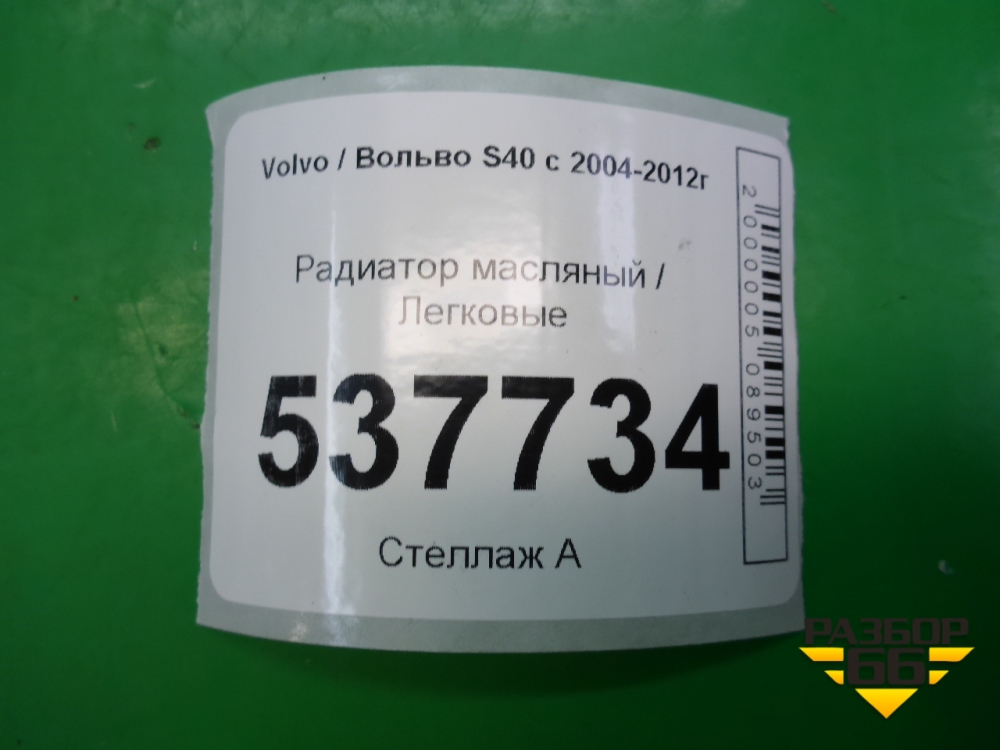 Volvo / Вольво S40 с 2004-2012г
Радиатор масляный /
Легковые
537734
Стеллаж А
2000005089503
РАЗБОР
66